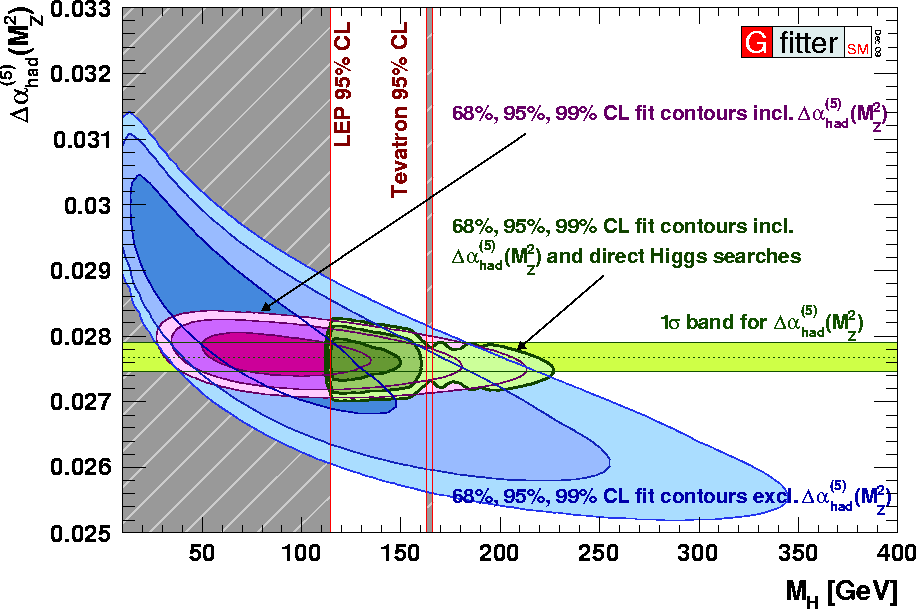 Δα(5)had(M2Z)
0.033
0.032
0.031
0.03
0.029
0.028
0.027
0.026
0.025
LEP 95% CL
Tevatron 95% CL
G fitter SM
Dec 09
68%, 95%, 99% CL fit contours incl. Δα(5)had(M2Z)
68%, 95%, 99% CL fit contours incl.
Δα(5)had(M2Z) and direct Higgs searches
1σ band for Δα(5)had(M2Z)
68%, 95%, 99% CL fit contours excl. Δα(5)had(M2Z)
50 100 150 200 250 300 350 400
MH [GeV]